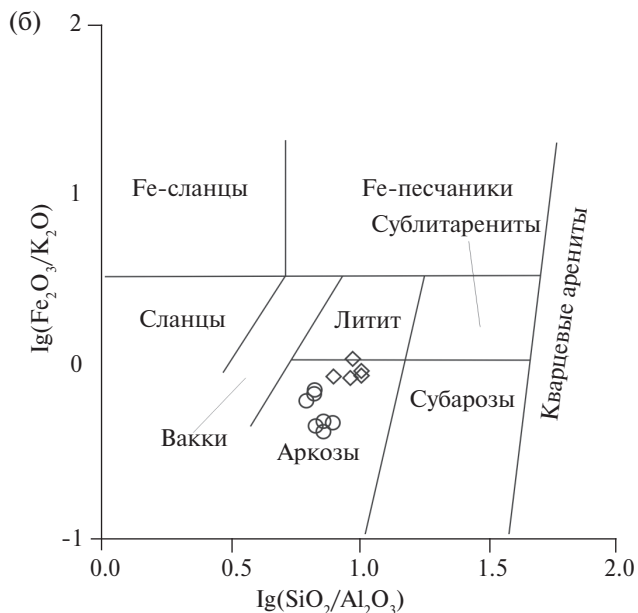 (б)
2
Fe-сланцы
Fe-песчаники
1
Сублитарениты
lg(Fe₂O₃/K₂O)
Сланцы
Литит
Кварцевые арениты
0
Вакки
Аркозы
Субарозы
-1
0.0 0.5 1.0 1.5 2.0
lg(SiO₂/Al₂O₃)